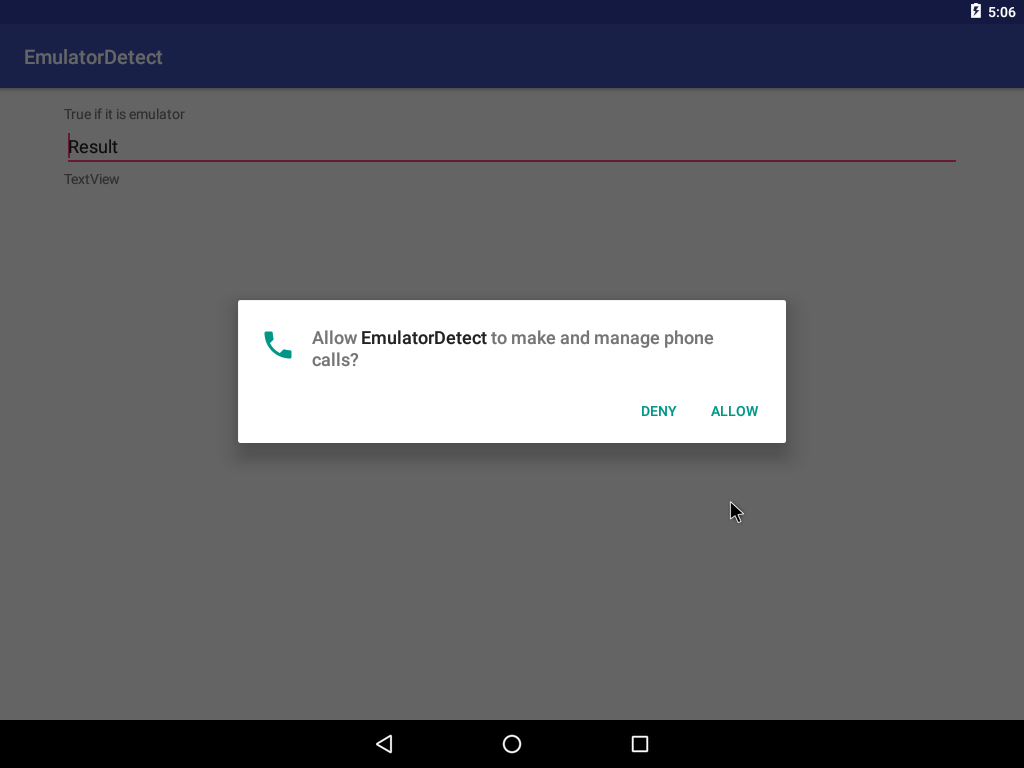 5:06
EmulatorDetect
True if it is emulator
Result
TextView
Allow EmulatorDetect to make and manage phone
calls?
DENY ALLOW